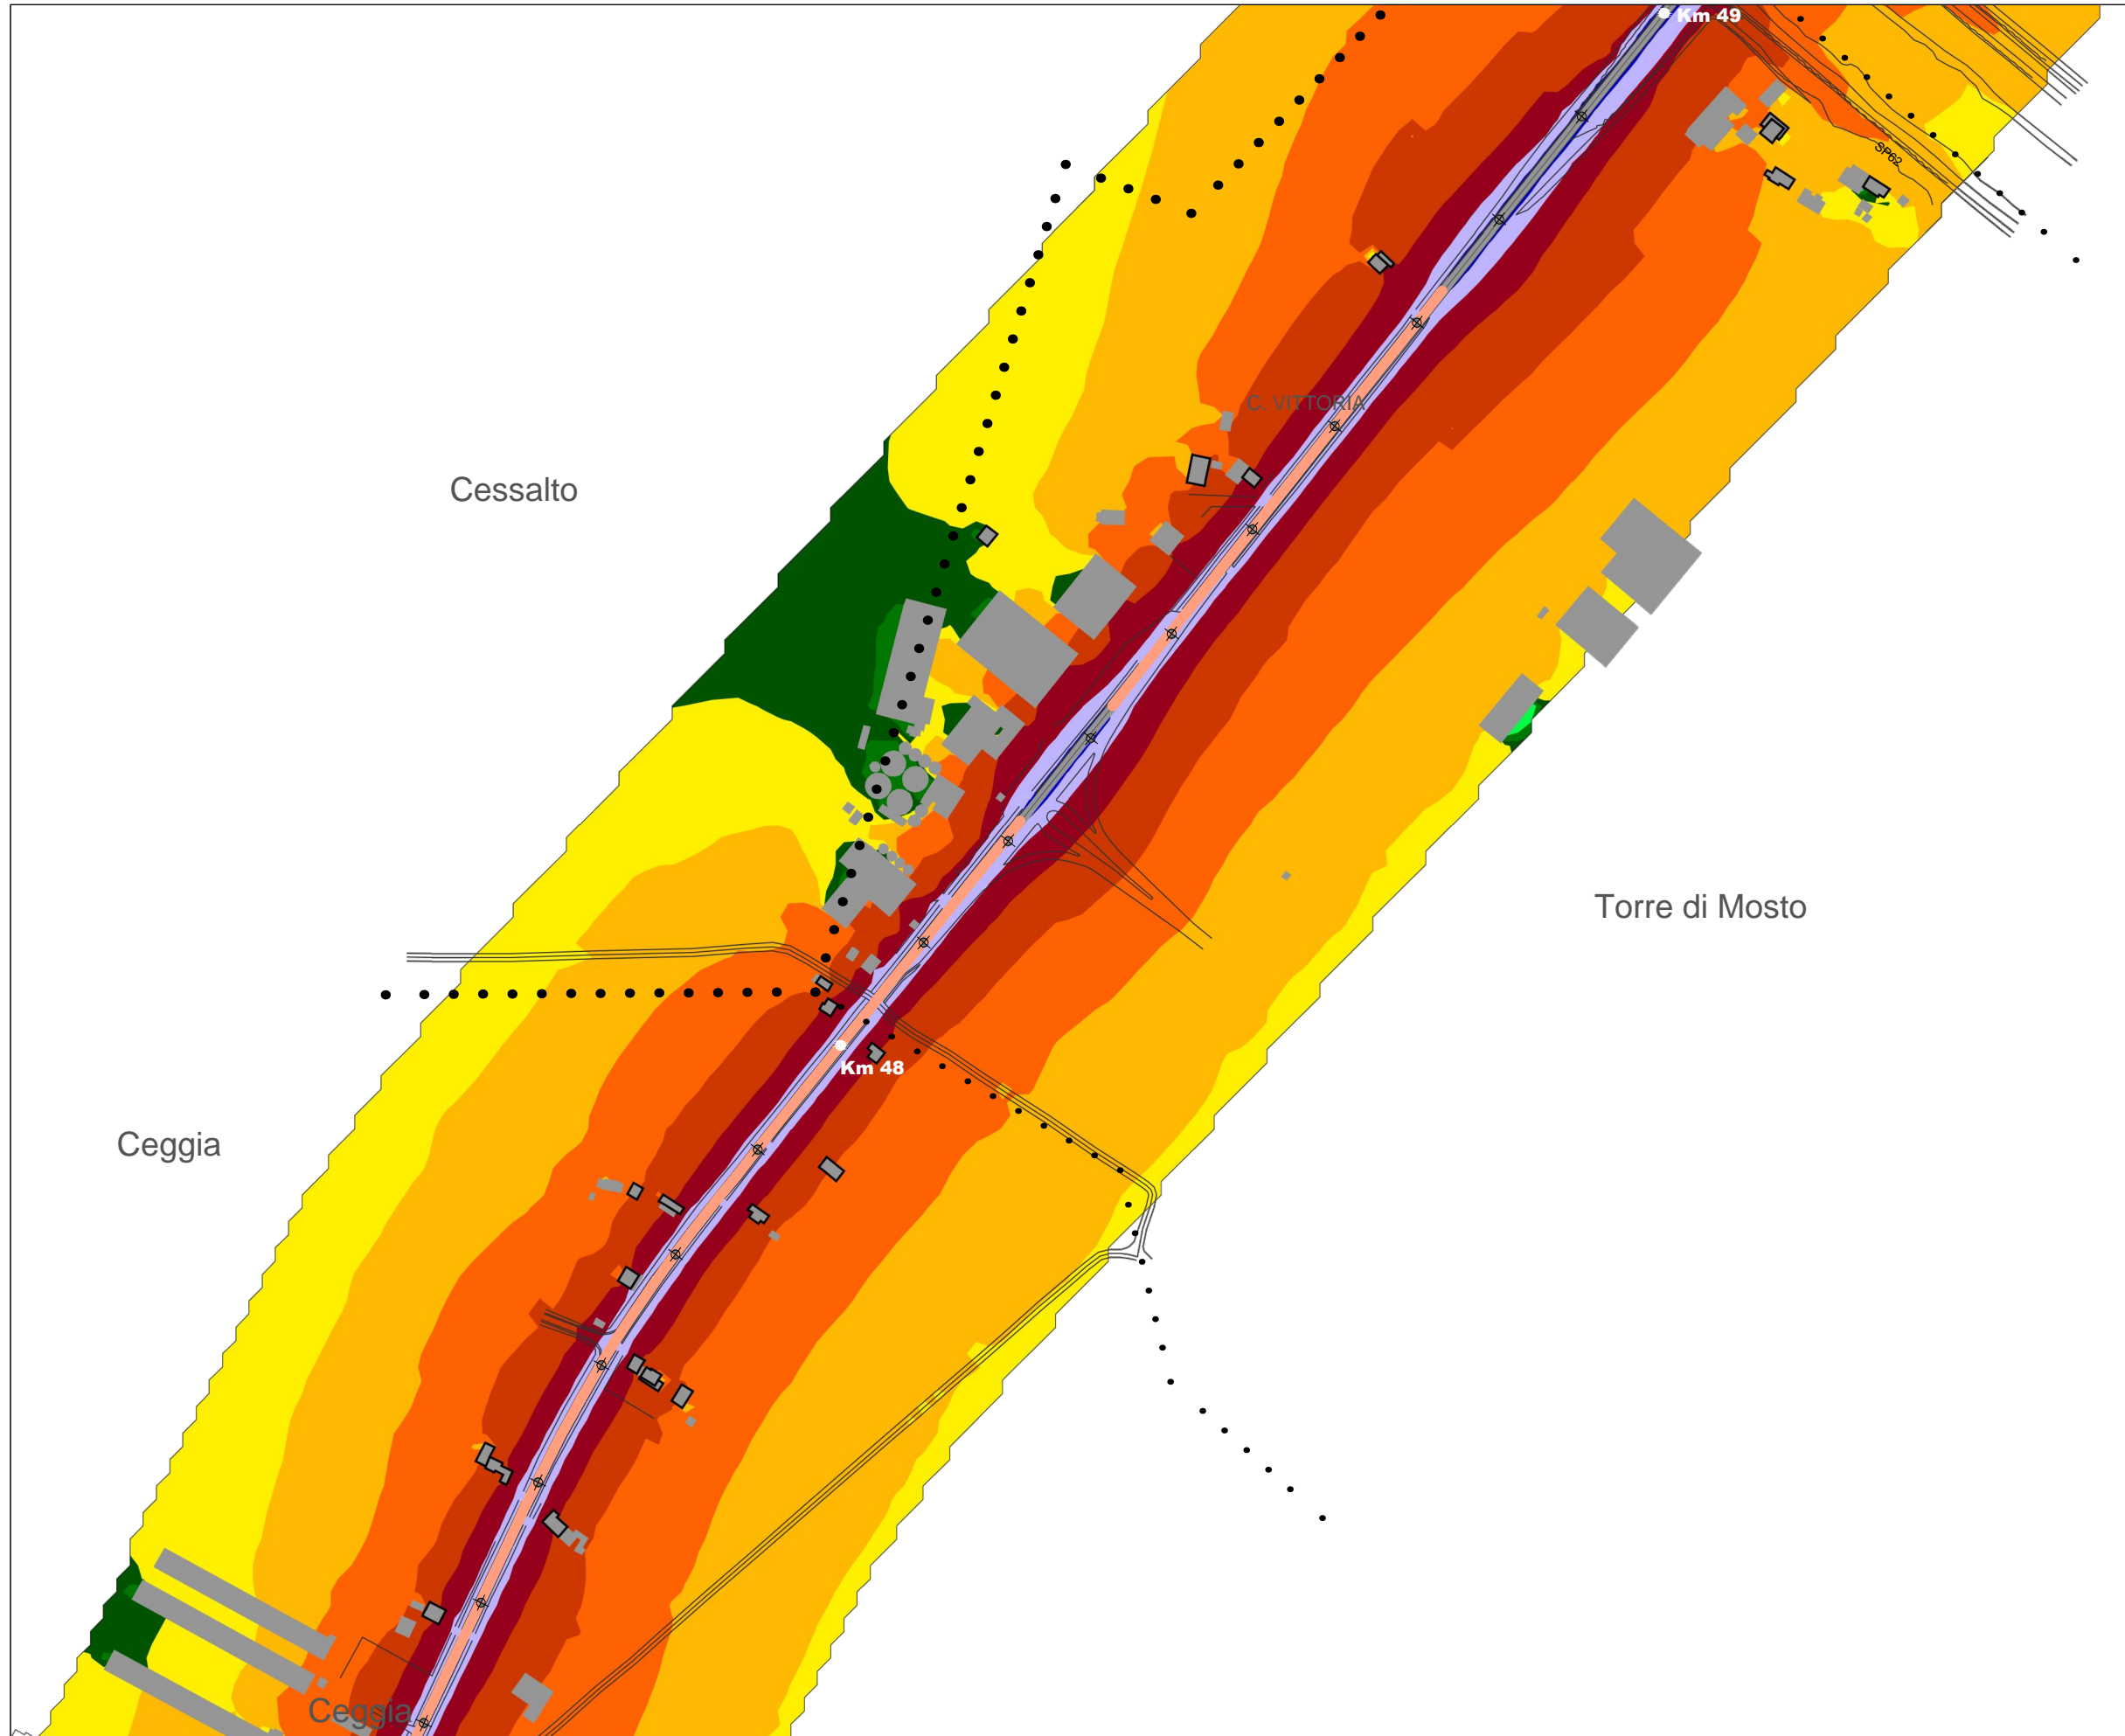 Km 49
SP62
C. VITTORIA
Cessalto
Torre di Mosto
Km 48
Ceggia
Ceggia